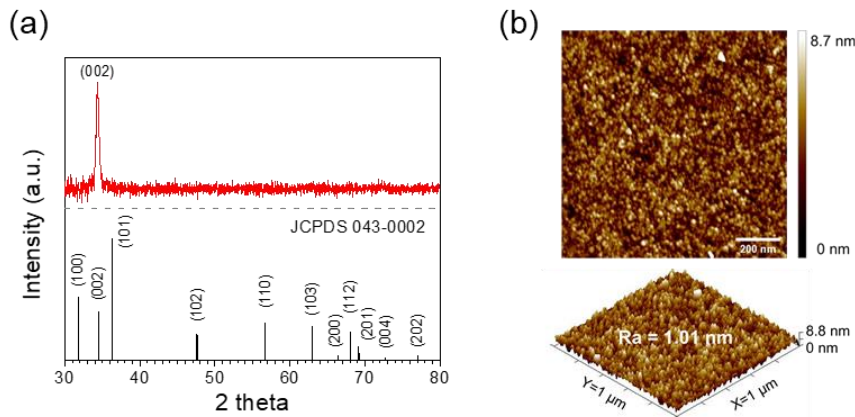 (a)
(002)
Intensity (a.u.)
JCPDS 043-0002
(100)
(002)
(101)
(102)
(110)
(103)
(200)
(112)
(201)
(004)
(202)
30
40
50
60
70
80
2 theta
(b)
8.7 nm
200 nm
0 nm
Ra = 1.01 nm
8.8 nm
0 nm
Y=1 μm
X=1 μm